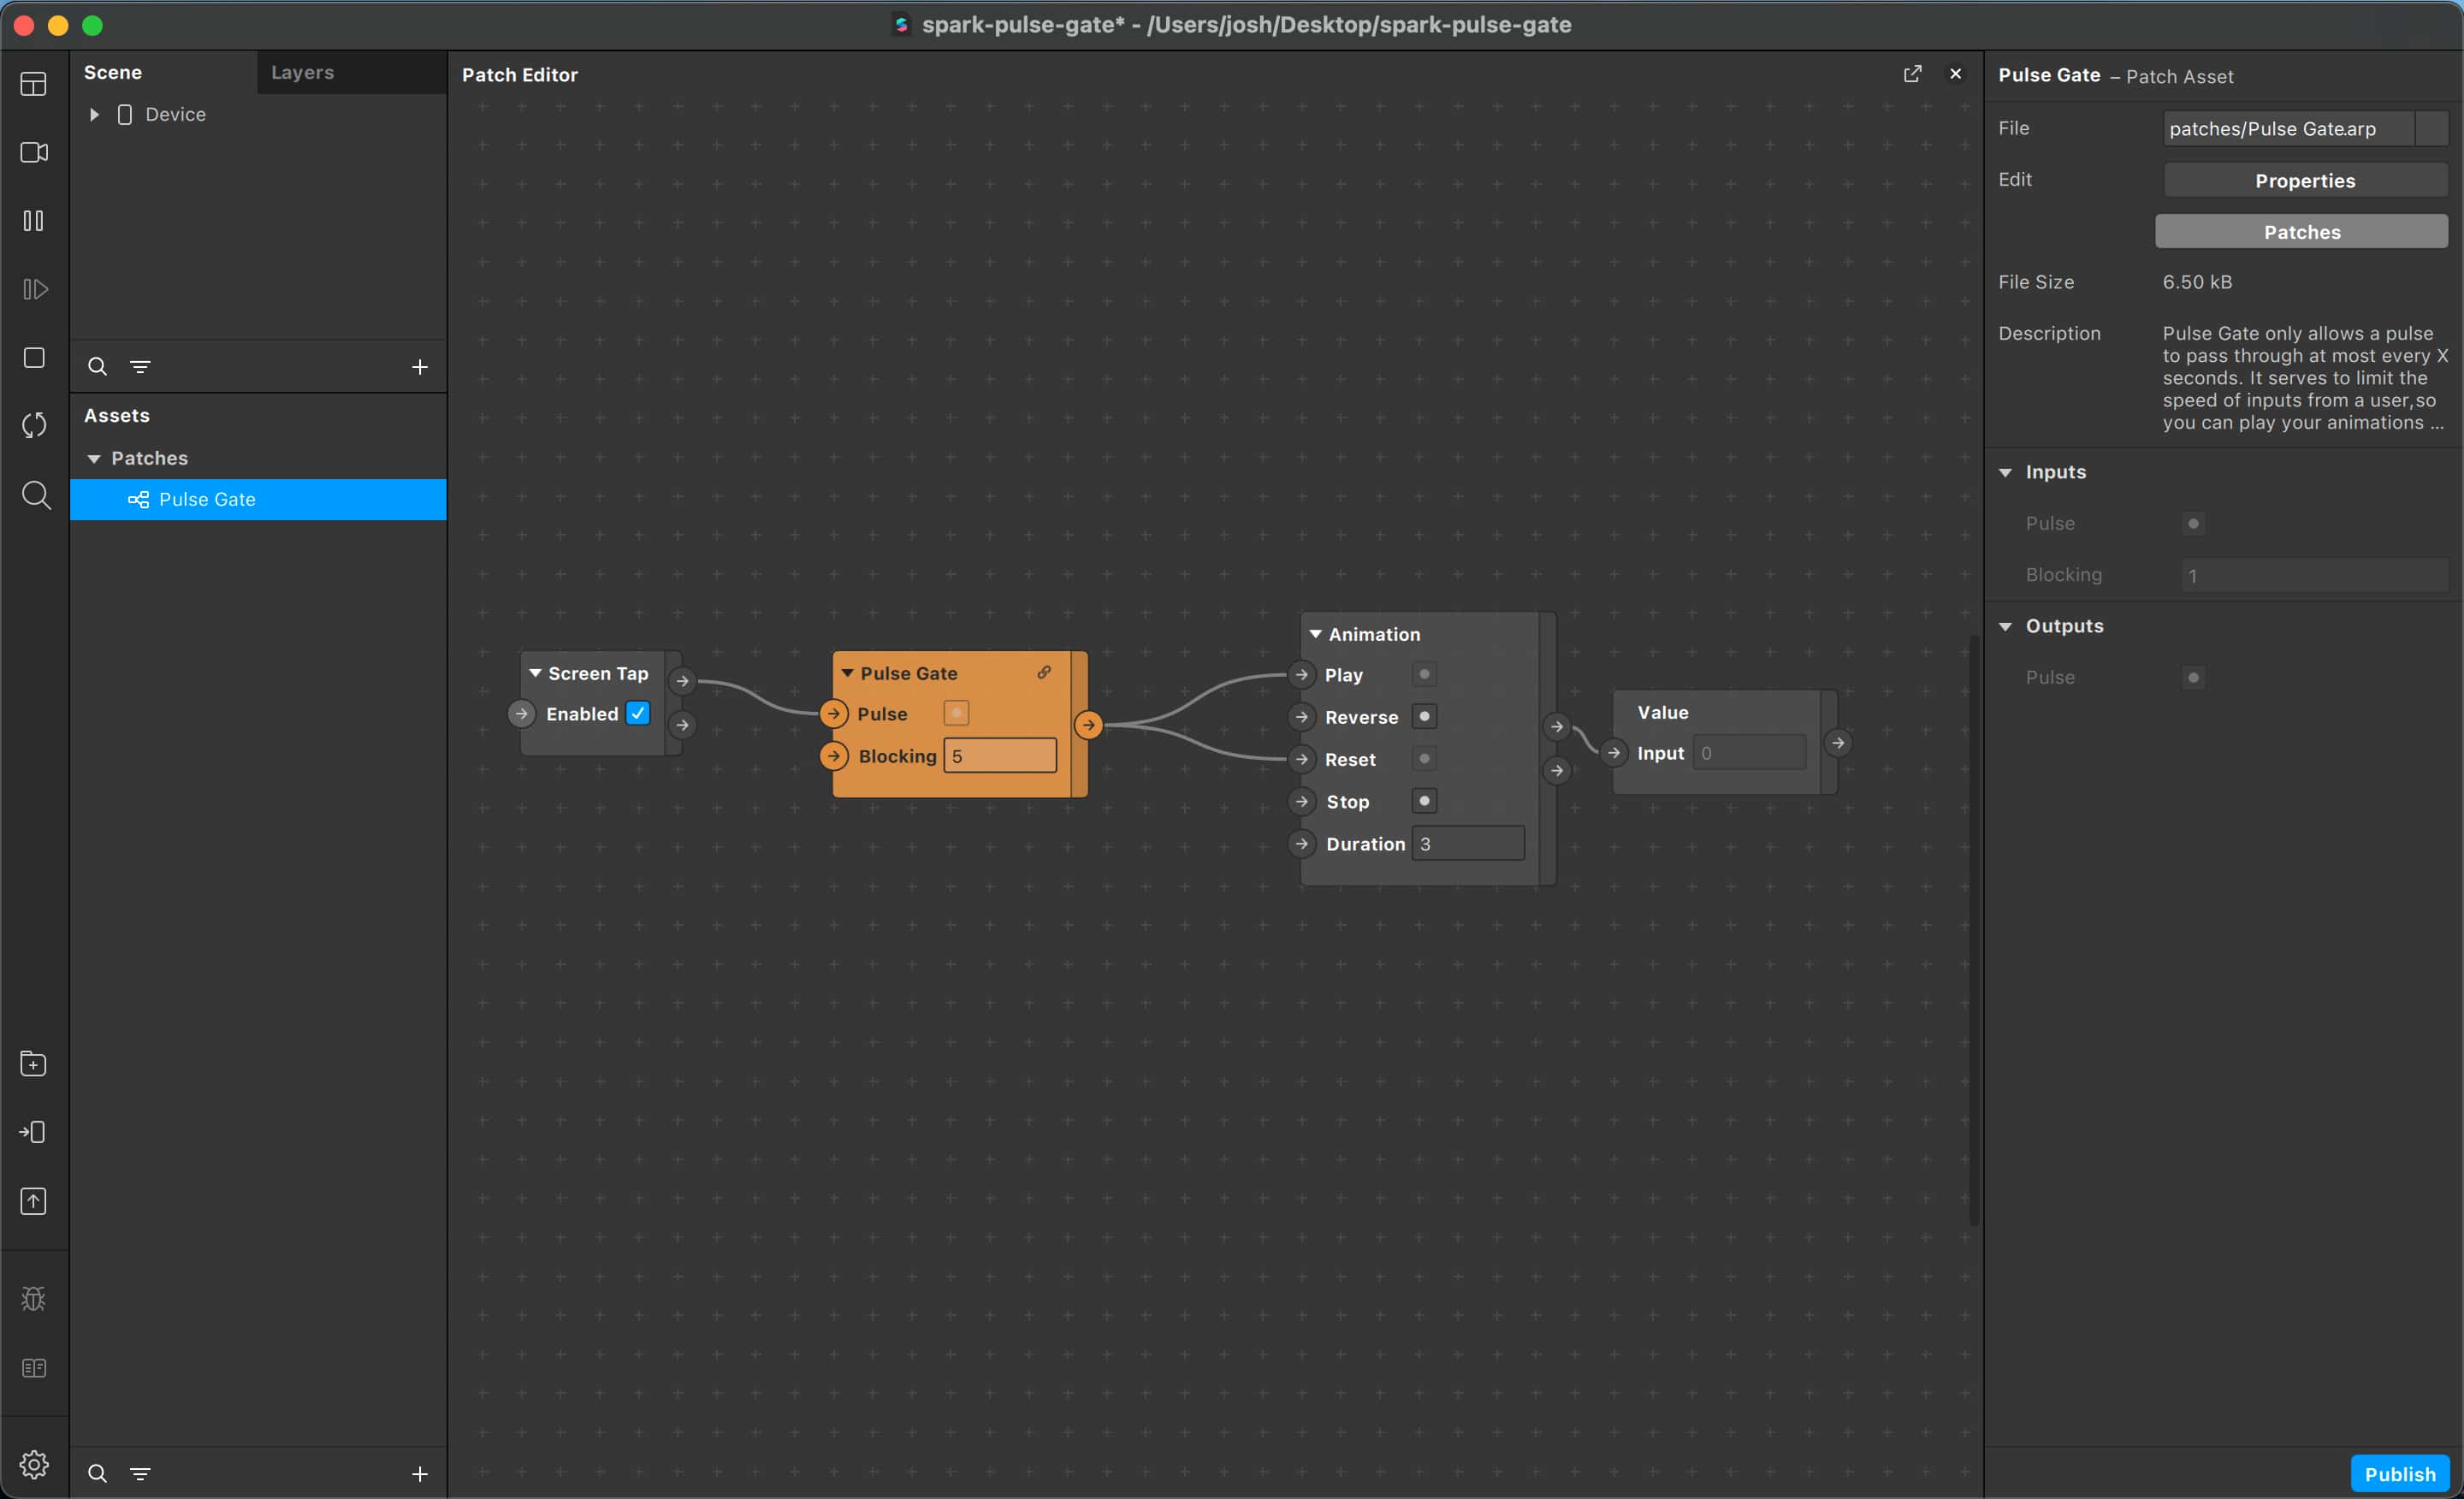 spark-pulse-gate* - /Users/josh/Desktop/spark-pulse-gate
Scene
Layers
Device
Assets
Patches
Pulse Gate
Patch Editor
Screen Tap
Enabled
Pulse Gate
Pulse
Blocking 5
Animation
Play
Reverse
Reset
Stop
Duration 3
Value
Input 0
Pulse Gate – Patch Asset
File patches/Pulse Gate.arp
Edit Properties
Patches
File Size 6.50 kB
Description Pulse Gate only allows a pulse
to pass through at most every X
seconds. It serves to limit the
speed of inputs from a user,so
you can play your animations ...
Inputs
Pulse
Blocking 1
Outputs
Pulse
Publish